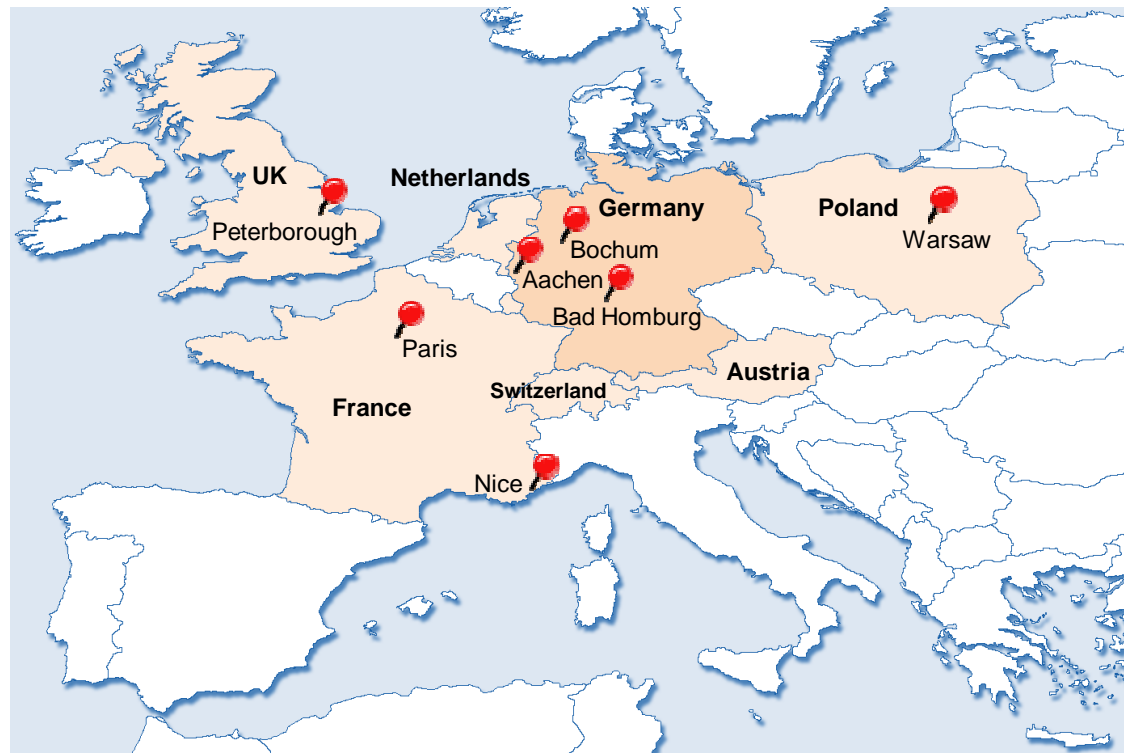 UK
Netherlands
Peterborough
Germany
Poland
Bochum
Warsaw
Aachen
Bad Homburg
Paris
Switzerland
Austria
France
Nice